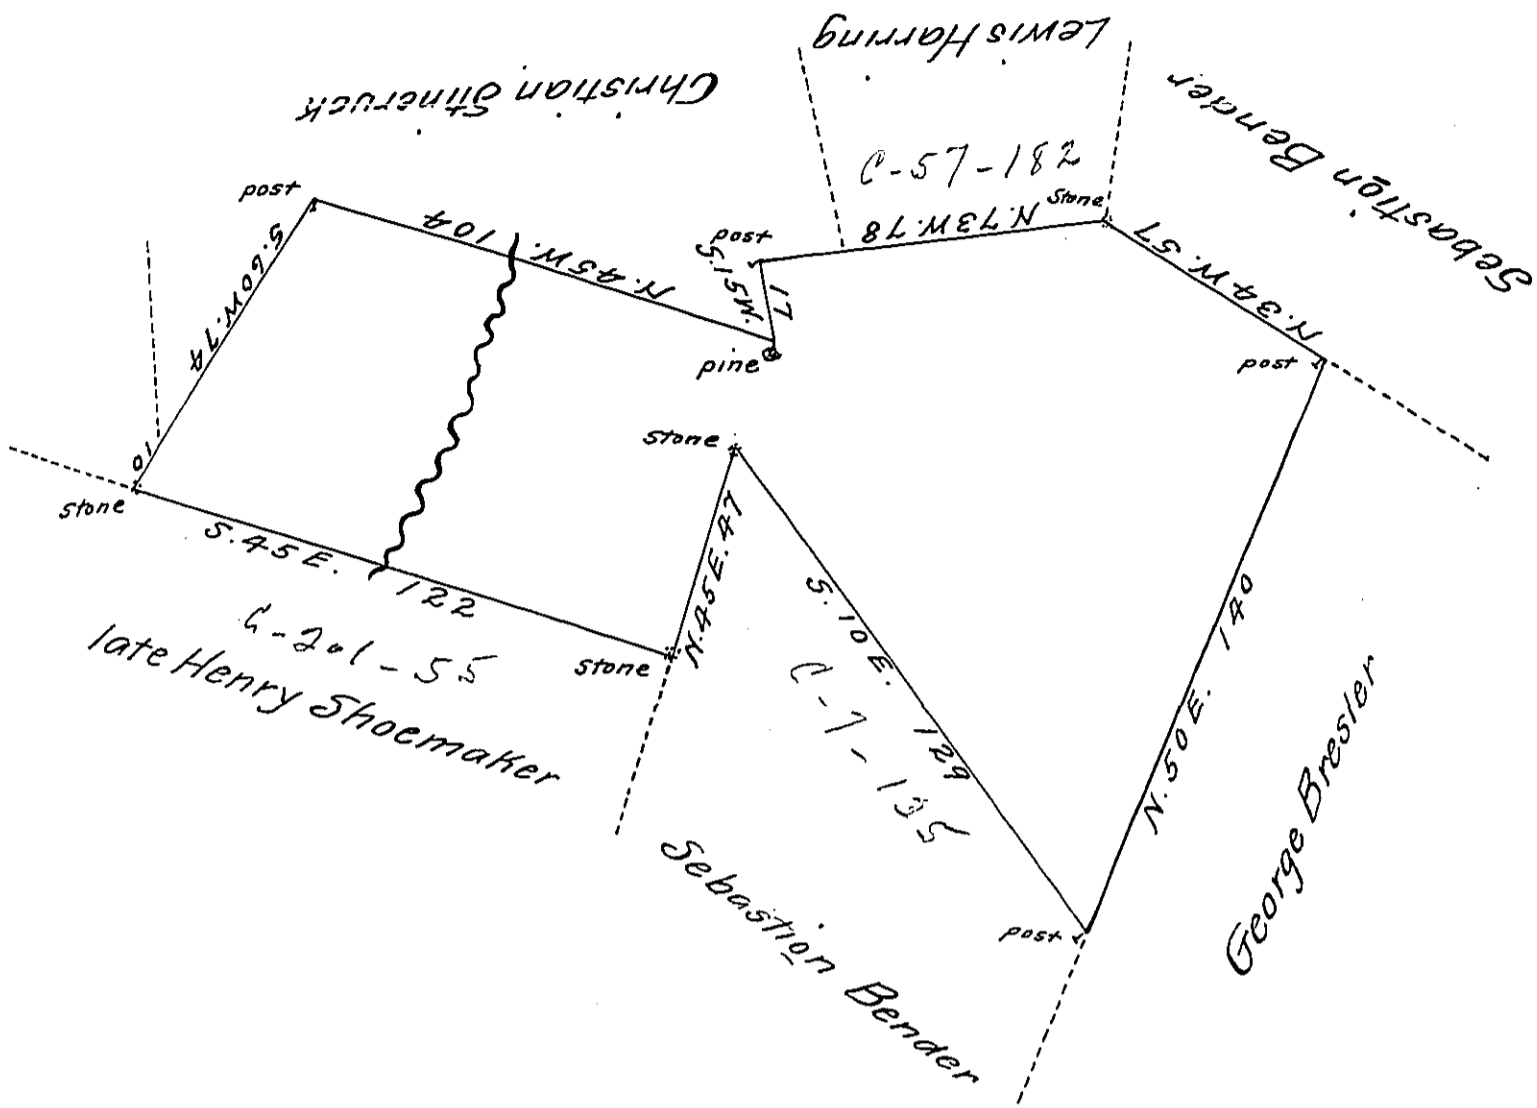 Lewis Harring
Christian Stineruck
Sebastian Bender
C-57-182
post
N.45W. 104
post
N.73W.78
Stone
N.34W.57
S.60W.74
S.15W.
17
pine
post
stone
10
stone
S.45E. 122
N.45E.47
S.10E. 129
N.50E. 140
C-201-55
late Henry Shoemaker
stone
C-7-135
George Bresler
Sebastian Bender
post